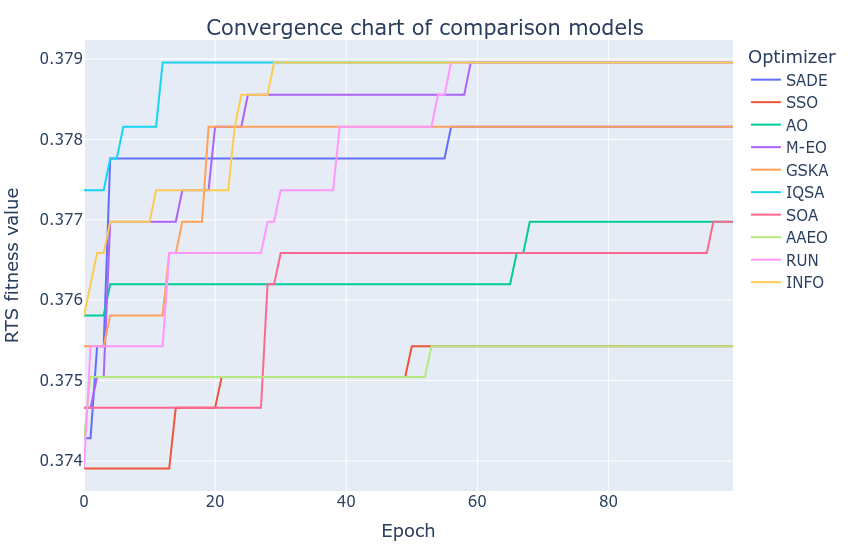 Convergence chart of comparison models
RTS fitness value
0.379
0.378
0.377
0.376
0.375
0.374
0
20
40
60
80
Epoch
Optimizer
SADE
SSO
AO
M-EO
GSKA
IQSA
SOA
AAEO
RUN
INFO